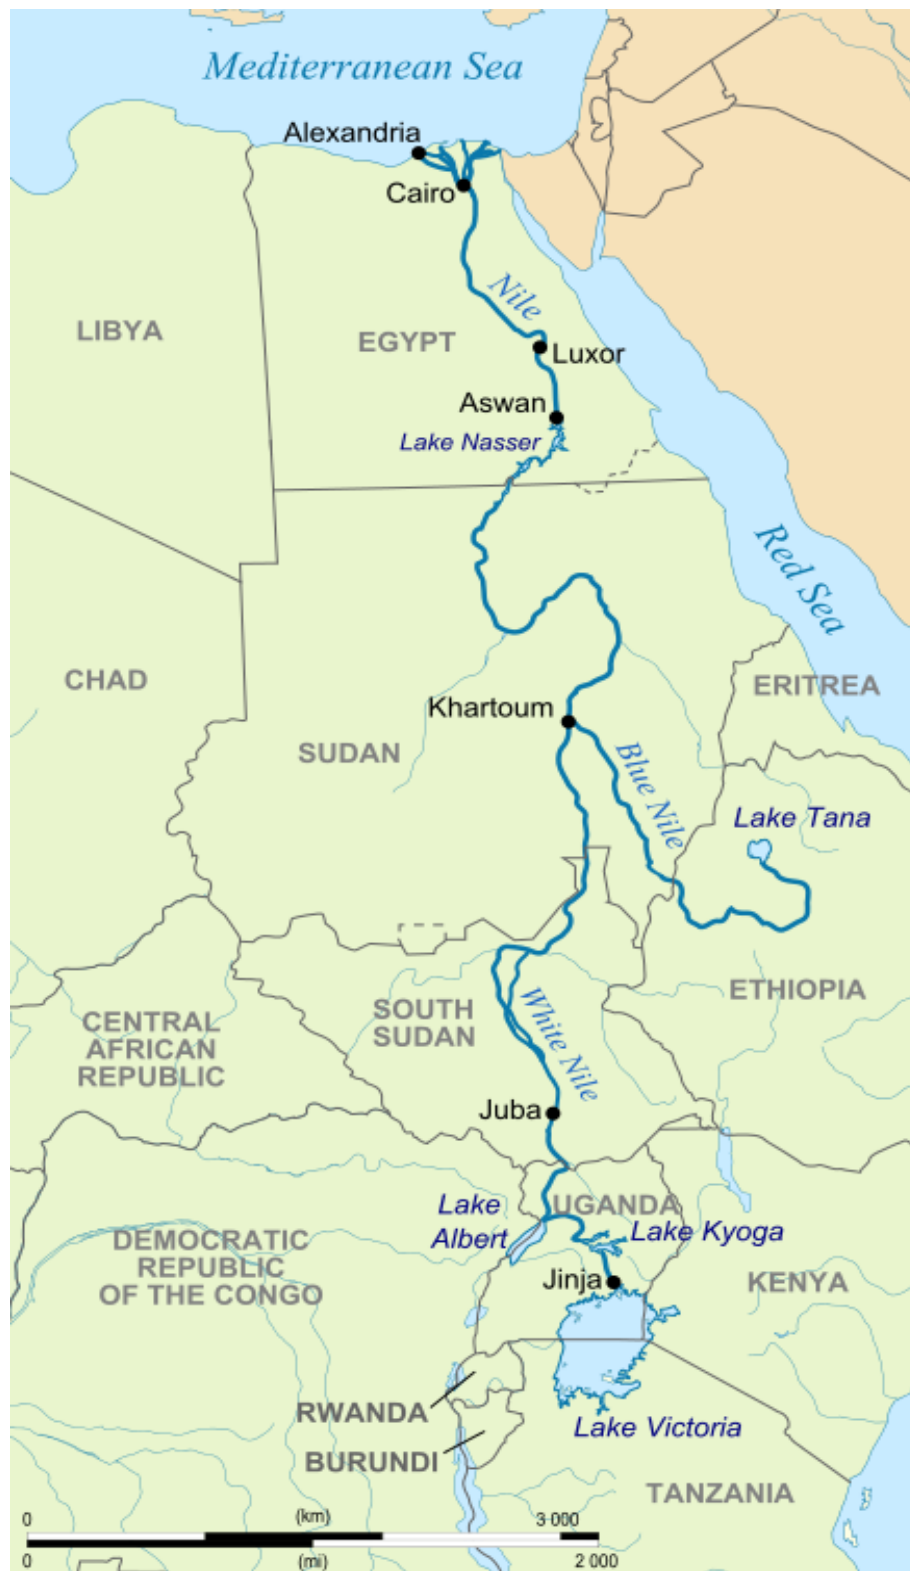 Mediterranean Sea
Alexandria
Cairo
Nile
LIBYA
EGYPT
Luxor
Aswan
Lake Nasser
Red Sea
CHAD
ERITREA
Khartoum
SUDAN
Blue Nile
Lake Tana
ETHIOPIA
SOUTH
SUDAN
White Nile
CENTRAL
AFRICAN
REPUBLIC
Juba
UGANDA
Lake
Albert
Lake Kyoga
DEMOCRATIC
REPUBLIC
OF THE CONGO
Jinja
KENYA
RWANDA
Lake Victoria
BURUNDI
TANZANIA
0 (km) 3 000
0 (mi) 2 000